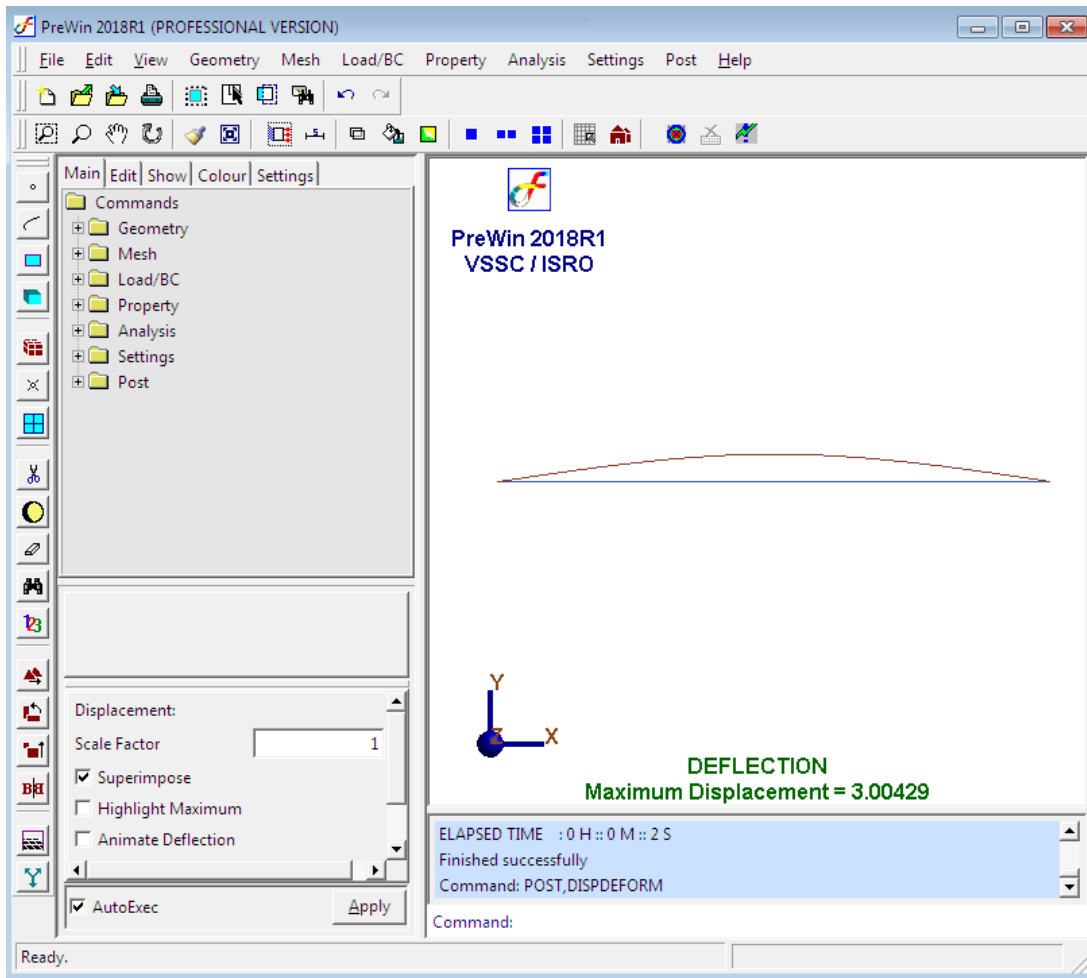 PreWin 2018R1 (PROFESSIONAL VERSION)
File Edit View Geometry Mesh Load/BC Property Analysis Settings Post Help
Main Edit Show Colour Settings
Commands
Geometry
Mesh
Load/BC
Property
Analysis
Settings
Post
123
BB
Displacement:
Scale Factor 1
Superimpose
Highlight Maximum
Animate Deflection
AutoExec Apply
PreWin 2018R1
VSSC / ISRO
Y
Z X
DEFLECTION
Maximum Displacement = 3.00429
ELAPSED TIME : 0 H :: 0 M :: 2 S
Finished successfully
Command: POST,DISPDEFORM
Command:
Ready.